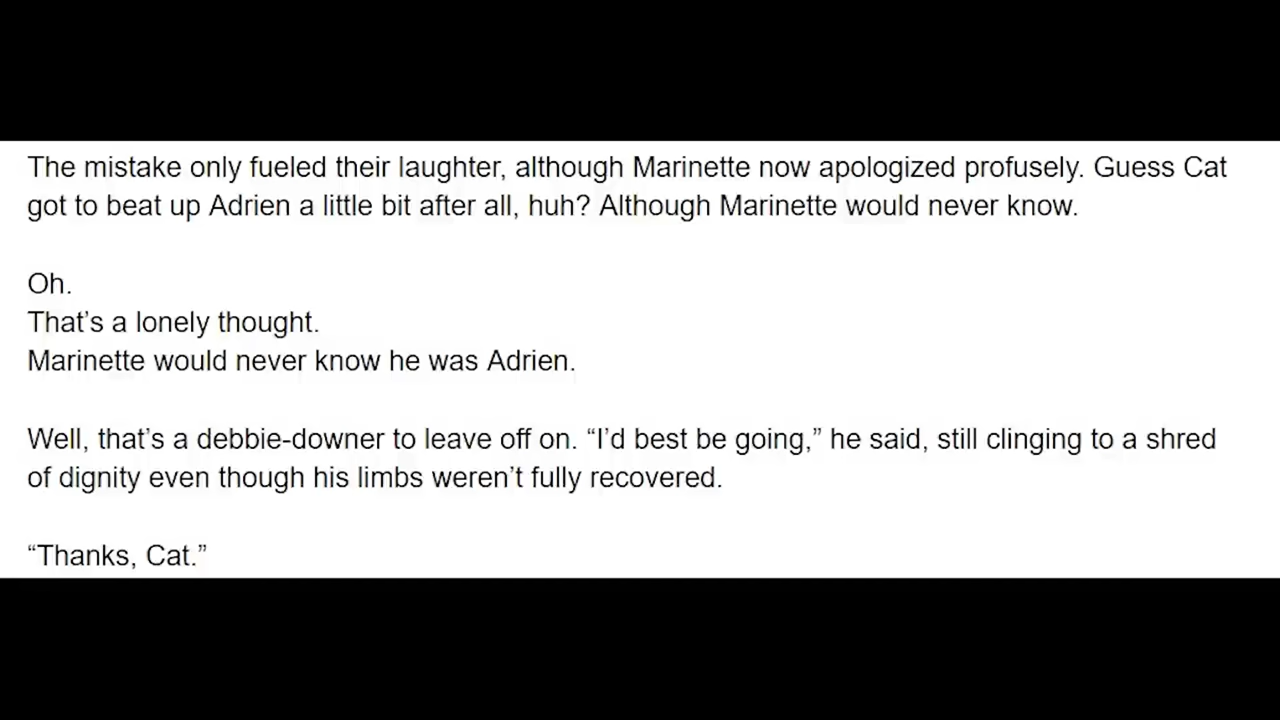 The mistake only fueled their laughter, although Marinette now apologized profusely. Guess Cat
got to beat up Adrien a little bit after all, huh? Although Marinette would never know.
Oh.
That’s a lonely thought.
Marinette would never know he was Adrien.
Well, that’s a debbie-downer to leave off on. “I’d best be going,” he said, still clinging to a shred
of dignity even though his limbs weren’t fully recovered.
“Thanks, Cat.”